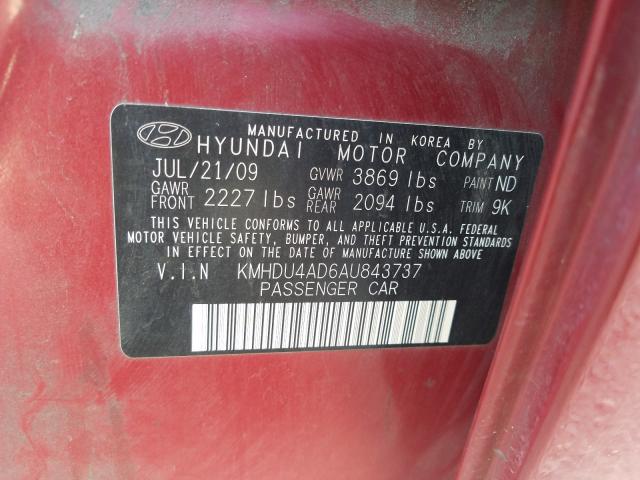 MANUFACTURED IN KOREA BY
HYUNDAI MOTOR COMPANY
JUL/21/09 GVWR 3869 lbs PAINT ND
GAWR FRONT 2227 lbs GAWR REAR 2094 lbs TRIM 9K
THIS VEHICLE CONFORMS TO ALL APPLICABLE U.S.A. FEDERAL
MOTOR VEHICLE SAFETY, BUMPER, AND THEFT PREVENTION STANDARDS
IN EFFECT ON THE DATE OF MANUFACTURE SHOWN ABOVE.
V.I.N KMHDU4AD6AU843737
PASSENGER CAR